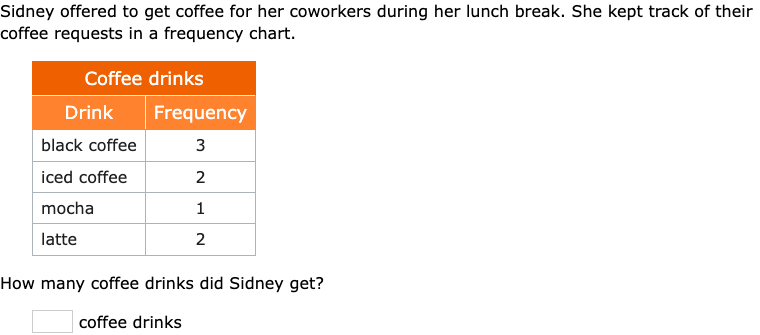 Sidney offered to get coffee for her coworkers during her lunch break. She kept track of their
coffee requests in a frequency chart.
Coffee drinks
Drink Frequency
black coffee 3
iced coffee 2
mocha 1
latte 2
How many coffee drinks did Sidney get?
coffee drinks